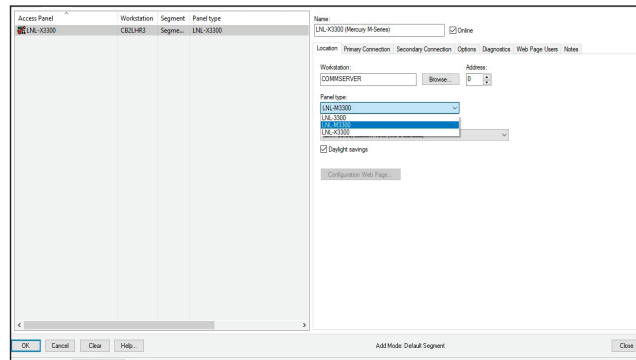 Access Panel Workstation Segment Panel type
LNL-X3300 CB2LHR3 Segme... LNL-X3300
Name:
LNL-X3300 (Mercury M-Series) Online
Location Primary Connection Secondary Connection Options Diagnostics Web Page Users Notes
Workstation: Address:
COMMSERVER Browse... 0
Panel type:
LNL-M3300
LNL-3300
LNL-M3300
LNL-X3300
Daylight savings
Configuration Web Page...
OK Cancel Clear Help... Add Mode: Default Segment Close